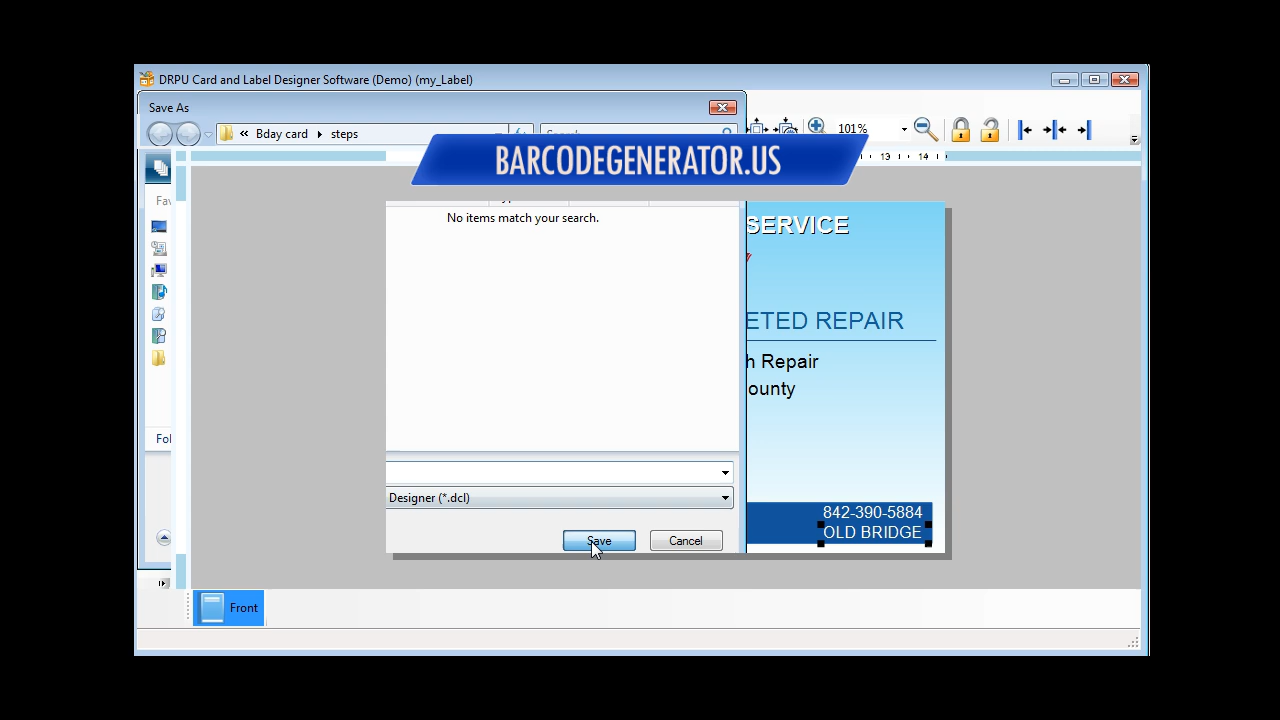 DRPU Card and Label Designer Software (Demo) (my_Label)
Save As
Bday card
steps
101%
BARCODEGENERATOR.US
13
14
No items match your search.
SERVICE
ETED REPAIR
h Repair
ounty
Designer (*.dcl)
842-390-5884
OLD BRIDGE
Save
Cancel
Fav
Fol
Front